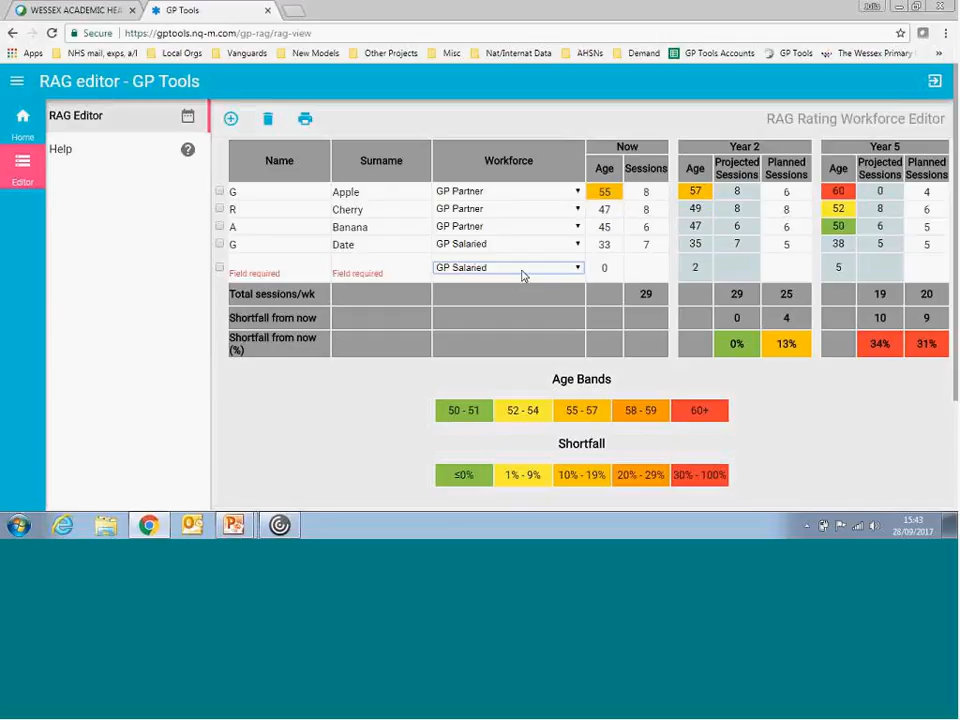 WESSEX ACADEMIC HEA
GP Tools
Secure
https://gptools.nq-m.com/gp-rag/rag-view
Apps
NHS mail, exps, a/l
Local Orgs
Vanguards
New Models
Other Projects
Misc
Nat/Internat Data
AHSNs
Demand
GP Tools Accounts
GP Tools
The Wessex Primary
»
RAG editor - GP Tools
Home
Editor
RAG Editor
Help
RAG Rating Workforce Editor
Name Surname Workforce Now Year 2 Year 5
Age Sessions Age Projected Sessions Planned Sessions Age Projected Sessions Planned Sessions
G Apple GP Partner 55 8 57 8 6 60 0 4
R Cherry GP Partner 47 8 49 8 8 52 8 6
A Banana GP Partner 45 6 47 6 6 50 6 5
G Date GP Salaried 33 7 35 7 5 38 5 5
Field required Field required GP Salaried 0 2 5
Total sessions/wk 29 29 25 19 20
Shortfall from now 0 4 10 9
Shortfall from now (%) 0% 13% 34% 31%
Age Bands
50 - 51 52 - 54 55 - 57 58 - 59 60+
Shortfall
≤0% 1% - 9% 10% - 19% 20% - 29% 30% - 100%
15:43
28/09/2017